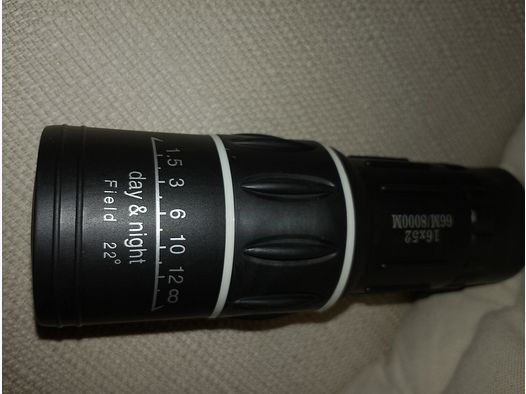 1.5 3 6 10 12 ∞
day & night
Field 22°
16x52
66M/8000M